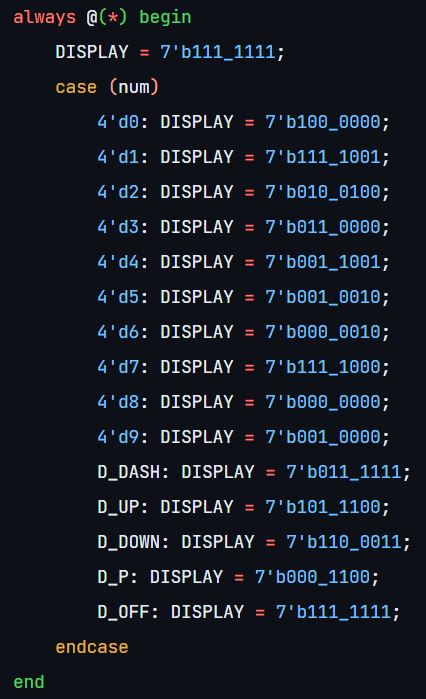 always @(*) begin
    DISPLAY = 7'b111_1111;
    case (num)
        4'd0: DISPLAY = 7'b100_0000;
        4'd1: DISPLAY = 7'b111_1001;
        4'd2: DISPLAY = 7'b010_0100;
        4'd3: DISPLAY = 7'b011_0000;
        4'd4: DISPLAY = 7'b001_1001;
        4'd5: DISPLAY = 7'b001_0010;
        4'd6: DISPLAY = 7'b000_0010;
        4'd7: DISPLAY = 7'b111_1000;
        4'd8: DISPLAY = 7'b000_0000;
        4'd9: DISPLAY = 7'b001_0000;
        D_DASH: DISPLAY = 7'b011_1111;
        D_UP: DISPLAY = 7'b101_1100;
        D_DOWN: DISPLAY = 7'b110_0011;
        D_P: DISPLAY = 7'b000_1100;
        D_OFF: DISPLAY = 7'b111_1111;
    endcase
end